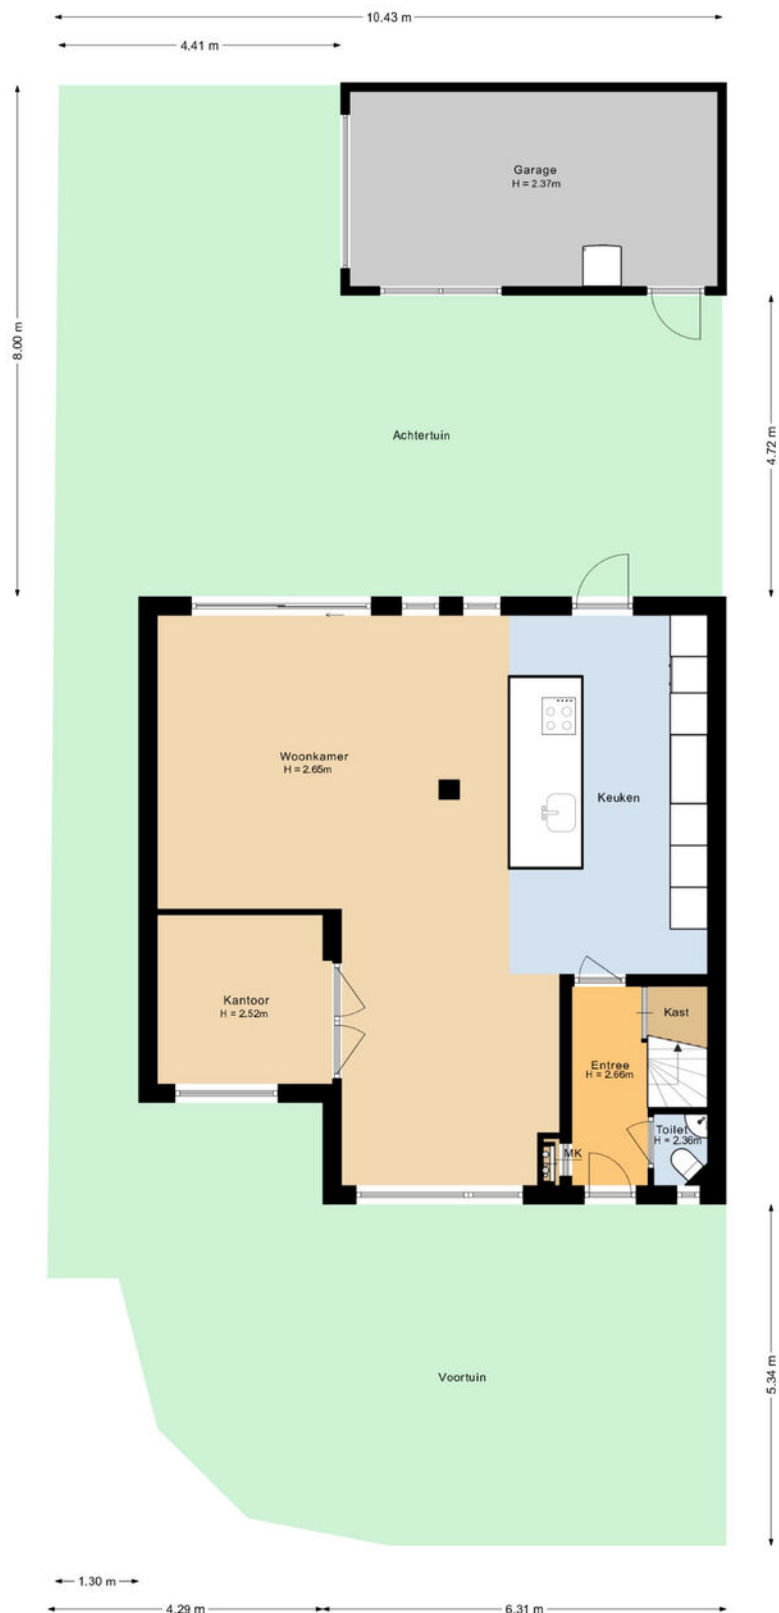 10.43 m
4.41 m
Garage
H = 2.37m
8.00 m
4.72 m
Achtertuin
Woonkamer
H = 2.65m
Keuken
Kantoor
H = 2.52m
Kast
Entree
H = 2.66m
Toilet
H = 2.36m
MK
Voortuin
5.34 m
1.30 m
4.29 m
6.31 m